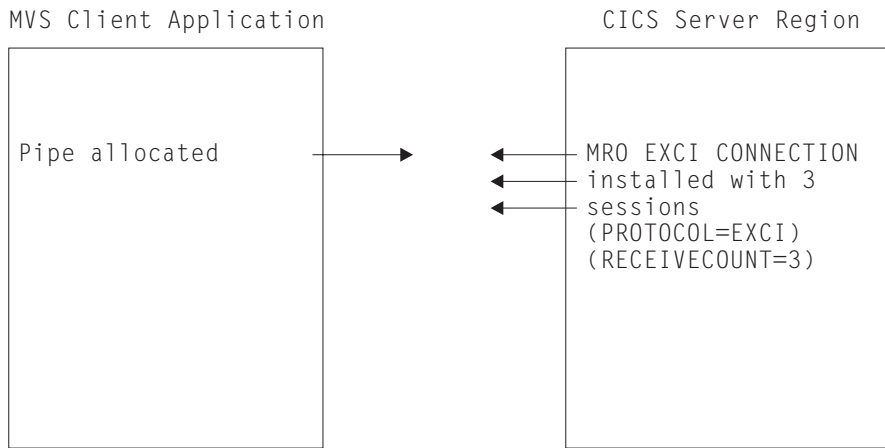 MVS Client Application
CICS Server Region
Pipe allocated
MRO EXCI CONNECTION
installed with 3
sessions
(PROTOCOL=EXCI)
(RECEIVECOUNT=3)